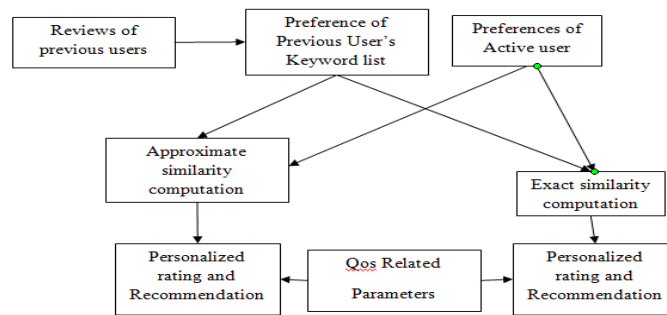 Reviews of
previous users
Preference of
Previous User's
Keyword list
Preferences of
Active user
Approximate
similarity
computation
Exact similarity
computation
Personalized
rating and
Recommendation
Qos Related
Parameters
Personalized
rating and
Recommendation